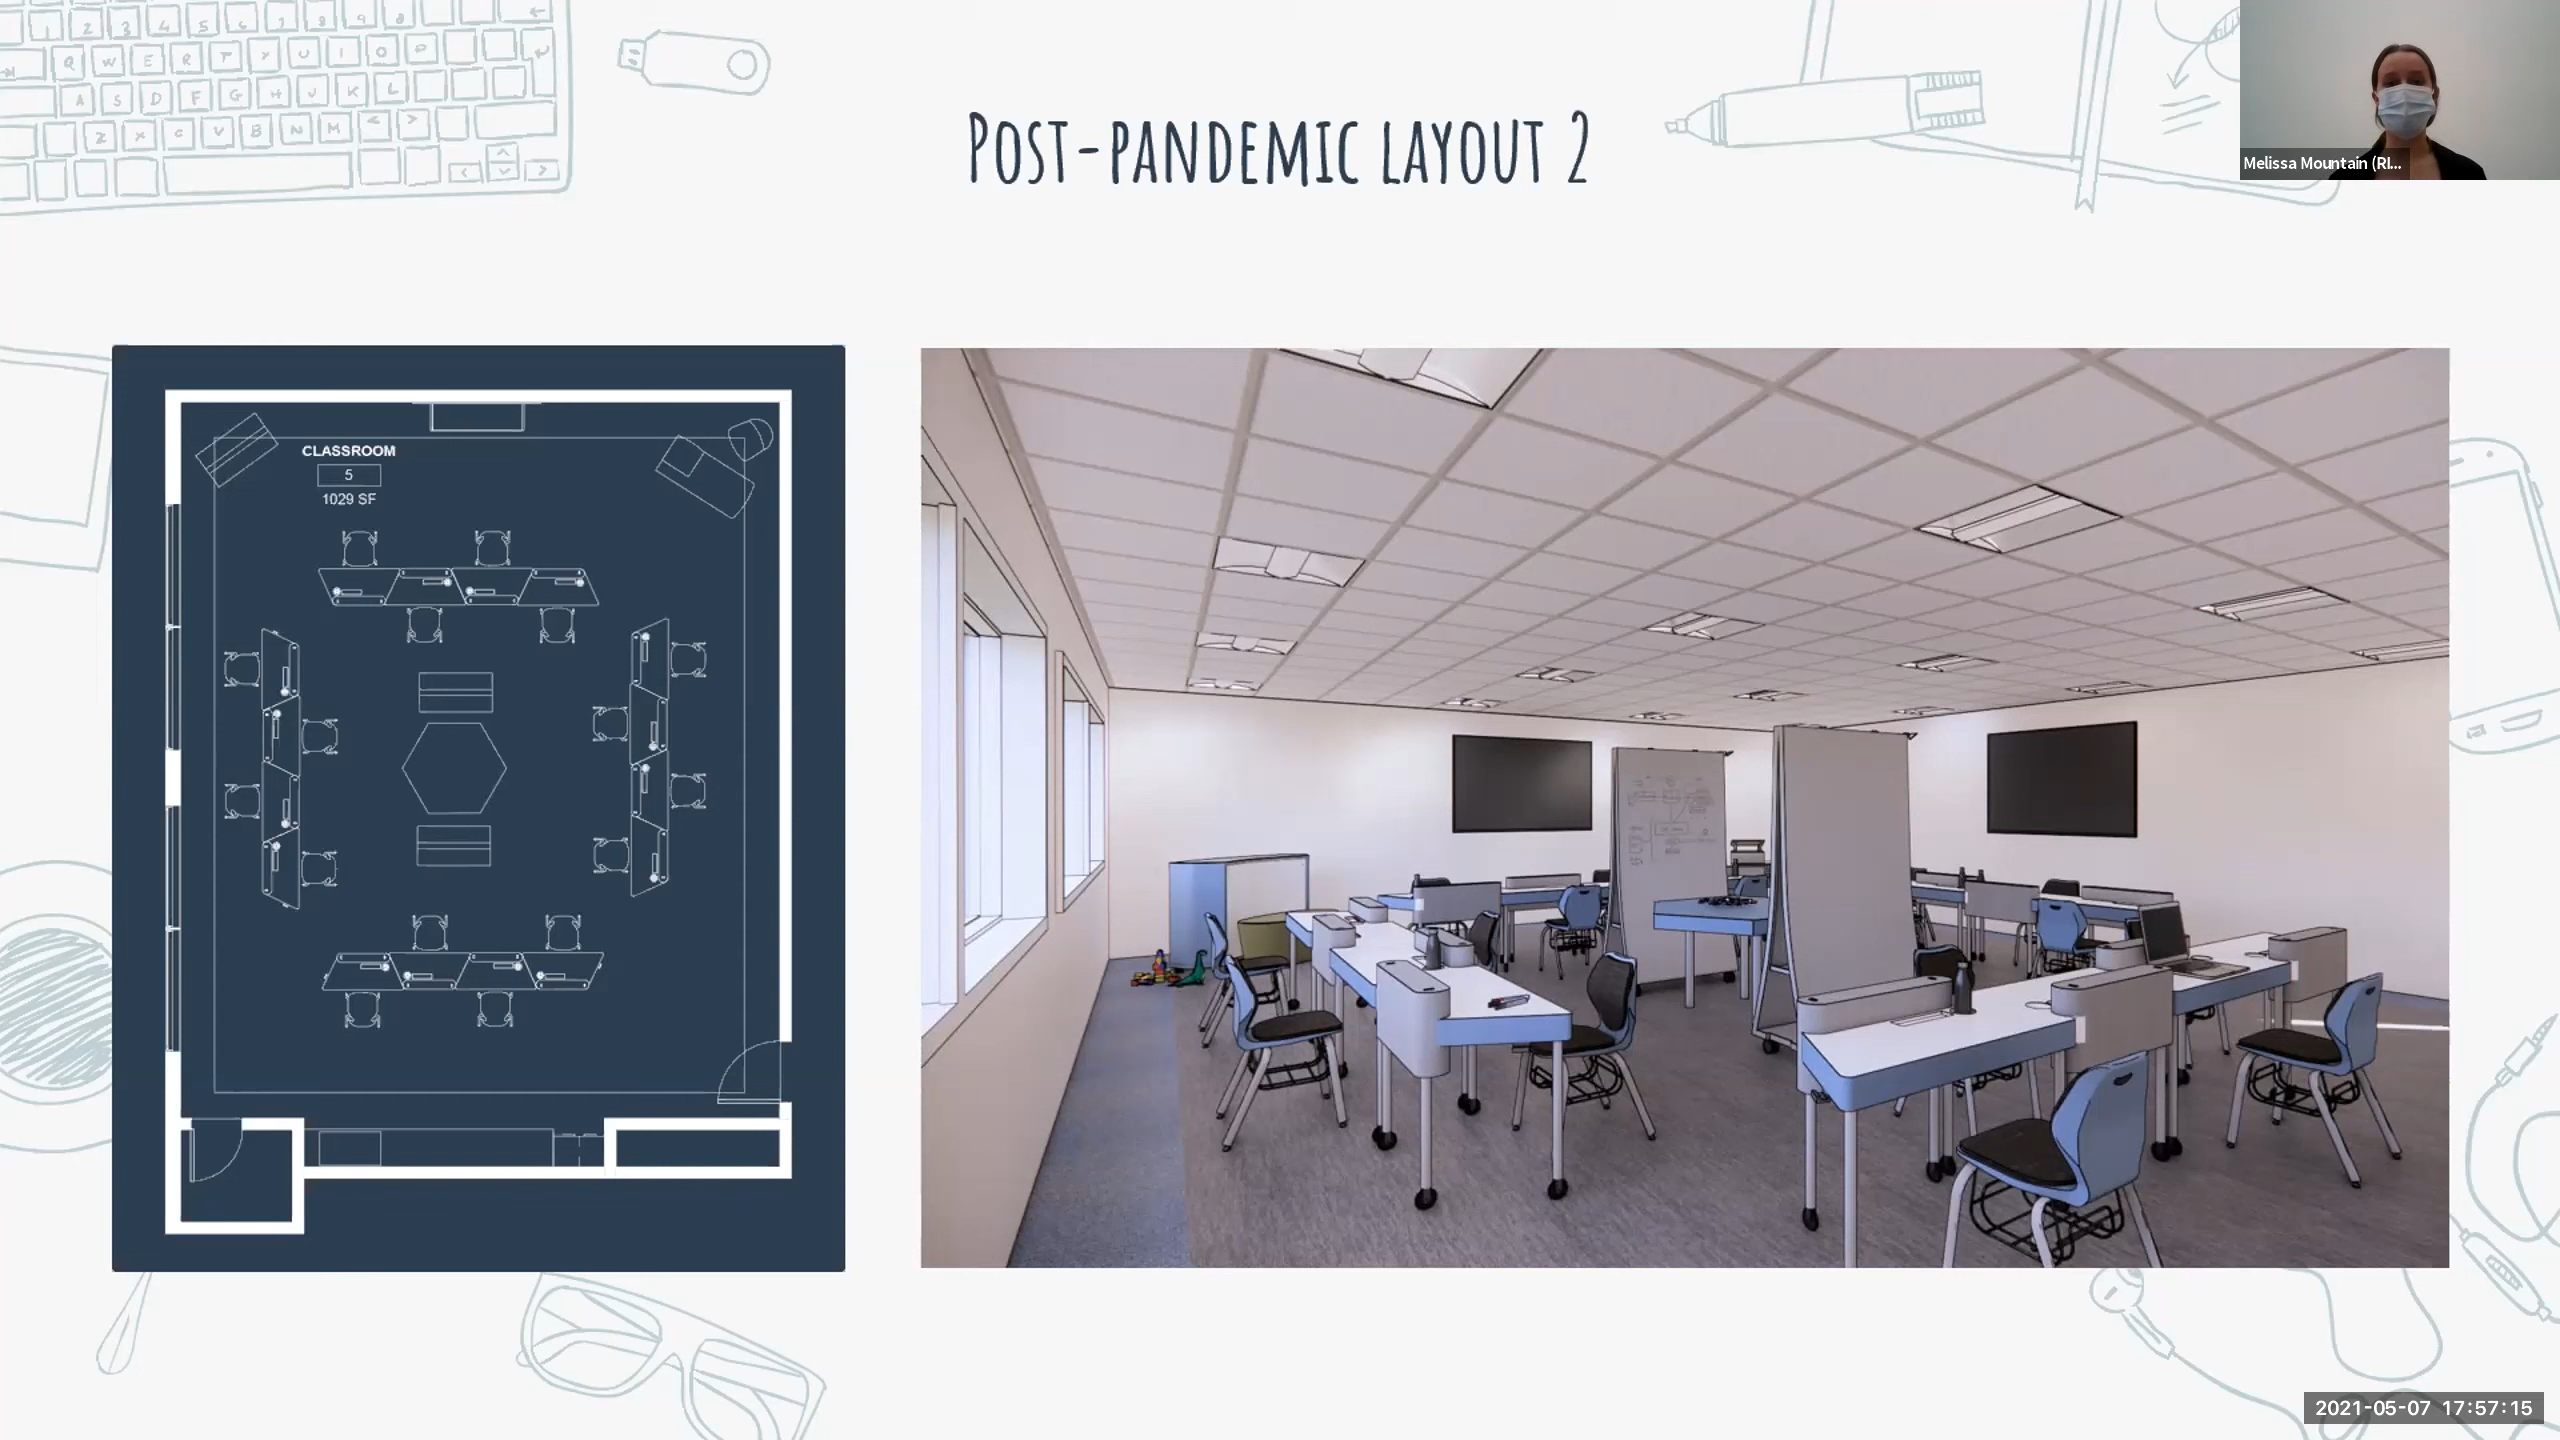 POST-PANDEMIC LAYOUT 2
Melissa Mountain (RI...
CLASSROOM
5
1029 SF
2021-05-07 17:57:15